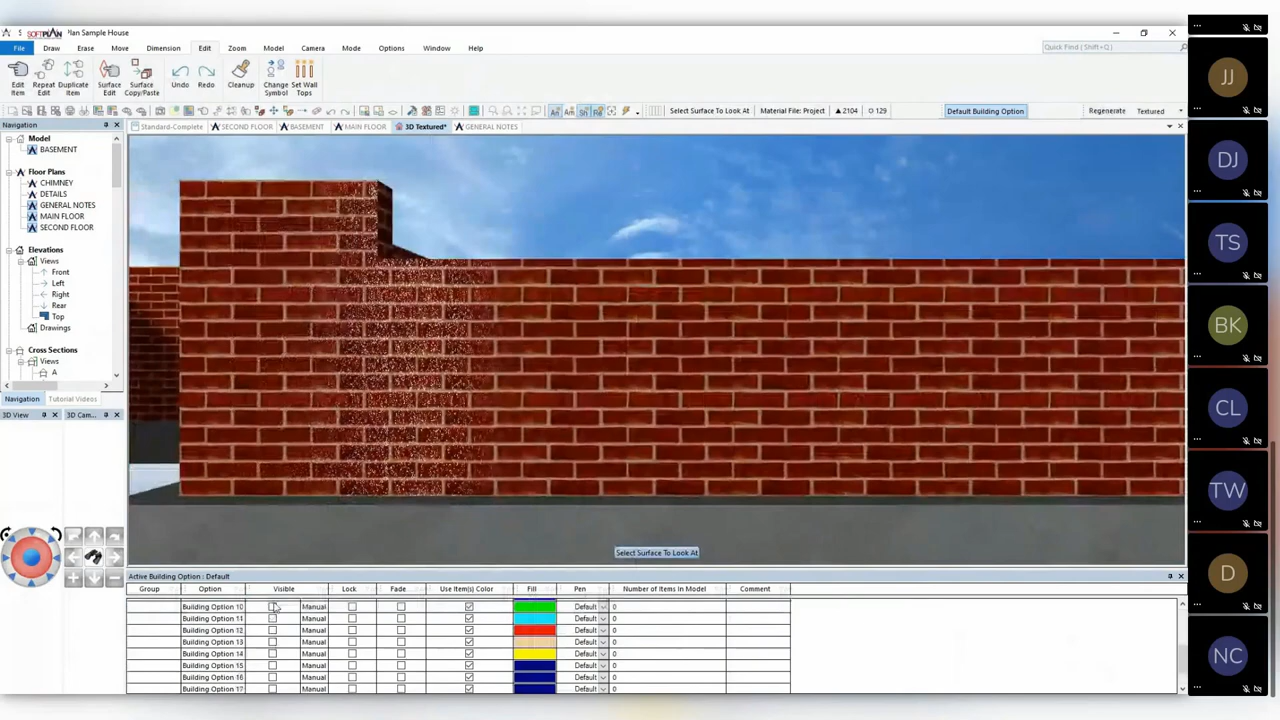 SOFTPLAN Plan Sample House
File Draw Erase Move Dimension Edit Zoom Model Camera Mode Options Window Help
Quick Find (Shift+Q)
Edit Item
Repeat Edit
Duplicate Item
Surface Edit
Surface Copy/Paste
Undo
Redo
Cleanup
Change Symbol
Set Wall Tops
Select Surface To Look At
Material File: Project
2104
129
Default Building Option
Regenerate
Textured
Navigation
Standard-Complete
SECOND FLOOR
BASEMENT
MAIN FLOOR
3D Textured*
GENERAL NOTES
Model
BASEMENT
Floor Plans
CHIMNEY
DETAILS
GENERAL NOTES
MAIN FLOOR
SECOND FLOOR
Elevations
Views
Front
Left
Right
Rear
Top
Drawings
Cross Sections
Views
A
Navigation
Tutorial Videos
3D View
3D Cam...
Select Surface To Look At
Active Building Option: Default
Group Option Visible Lock Fade Use Item(s) Color Fill Pen Number of Items In Model Comment
Building Option 10 Manual Default 0
Building Option 11 Manual Default 0
Building Option 12 Manual Default 0
Building Option 13 Manual Default 0
Building Option 14 Manual Default 0
Building Option 15 Manual Default 0
Building Option 16 Manual Default 0
Building Option 17 Manual Default 0
JJ
DJ
TS
BK
CL
TW
D
NC